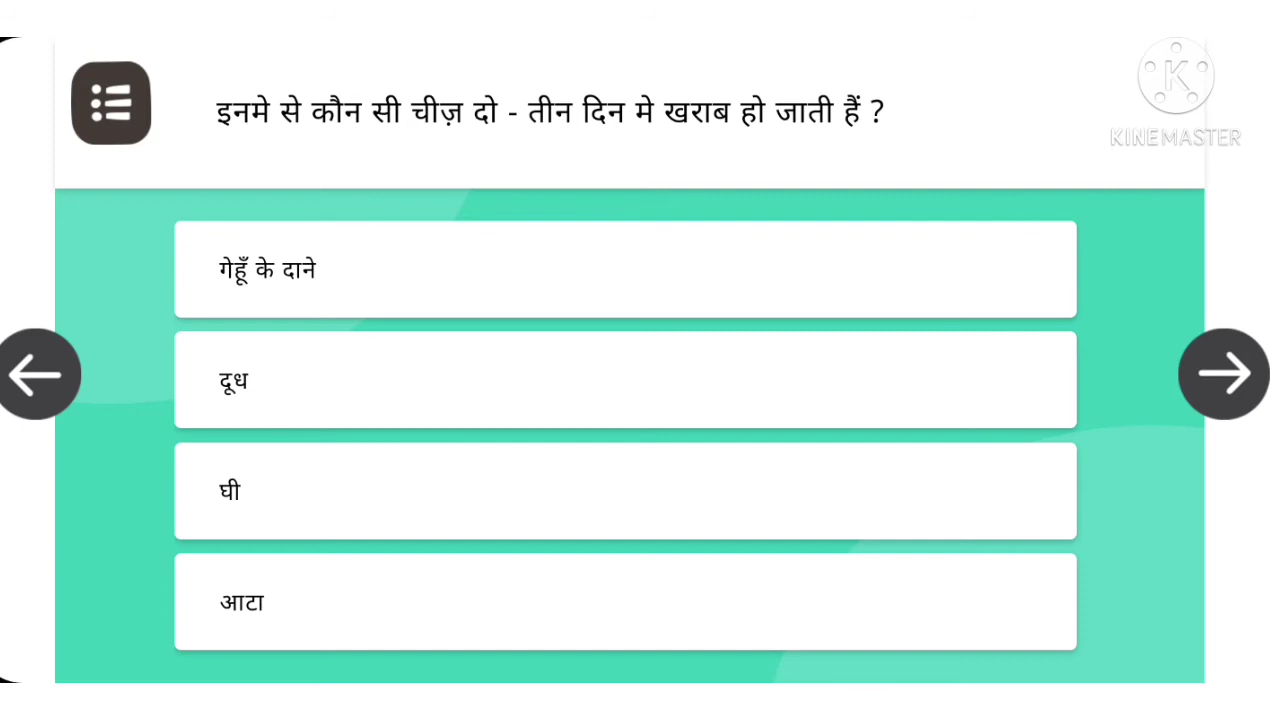 इनमे से कौन सी चीज़ दो - तीन दिन मे खराब हो जाती हैं ?
KINEMASTER
गेहूँ के दाने
दूध
घी
आटा